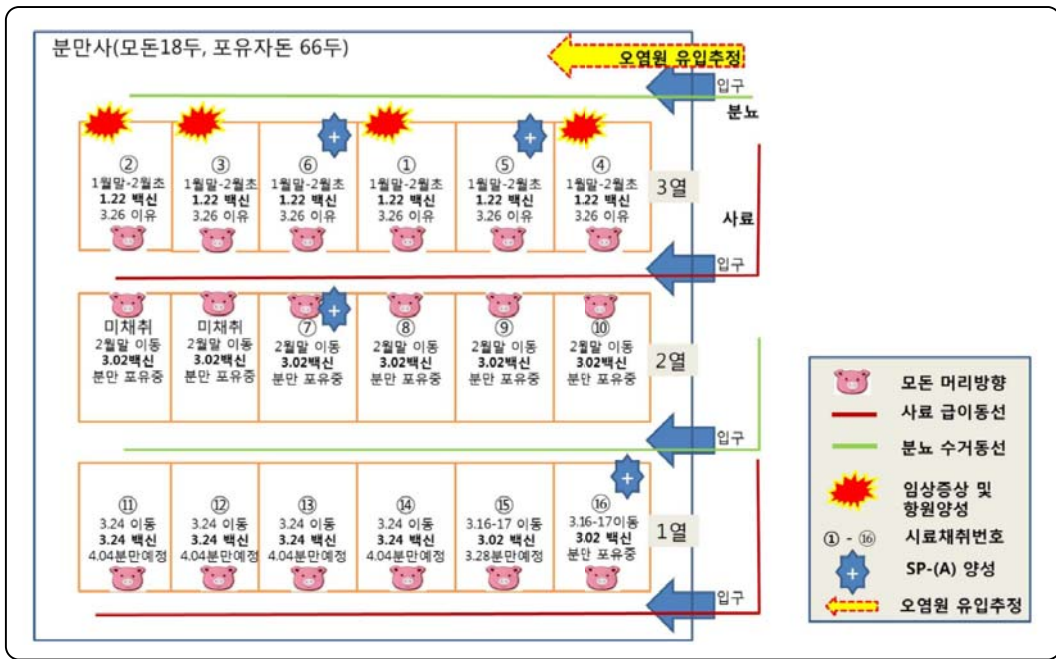 분만사(모돈18두, 포유자돈 66두)
오염원 유입추정
입구
분뇨
②
1월말-2월초
1.22 백신
3.26 이유
③
1월말-2월초
1.22 백신
3.26 이유
+
⑥
1월말-2월초
1.22 백신
3.26 이유
①
1월말-2월초
1.22 백신
3.26 이유
+
⑤
1월말-2월초
1.22 백신
3.26 이유
④
1월말-2월초
1.22 백신
3.26 이유
3열
사료
입구
미채취
2월말 이동
3.02백신
분만 포유중
미채취
2월말 이동
3.02백신
분만 포유중
+
⑦
2월말 이동
3.02백신
분만 포유중
⑧
2월말 이동
3.02백신
분만 포유중
⑨
2월말 이동
3.02백신
분만 포유중
⑩
2월말 이동
3.02백신
분만 포유중
2열
입구
⑪
3.24 이동
3.24 백신
4.04분만예정
⑫
3.24 이동
3.24 백신
4.04분만예정
⑬
3.24 이동
3.24 백신
4.04분만예정
⑭
3.24 이동
3.24 백신
4.04분만예정
⑮
3.16-17 이동
3.02 백신
3.28분만예정
+
⑯
3.16-17이동
3.02 백신
분만 포유중
1열
입구
모돈 머리방향
사료 급이동선
분뇨 수거동선
임상증상 및
항원양성
① - ⑯ 시료채취번호
+ SP-(A) 양성
오염원 유입추정